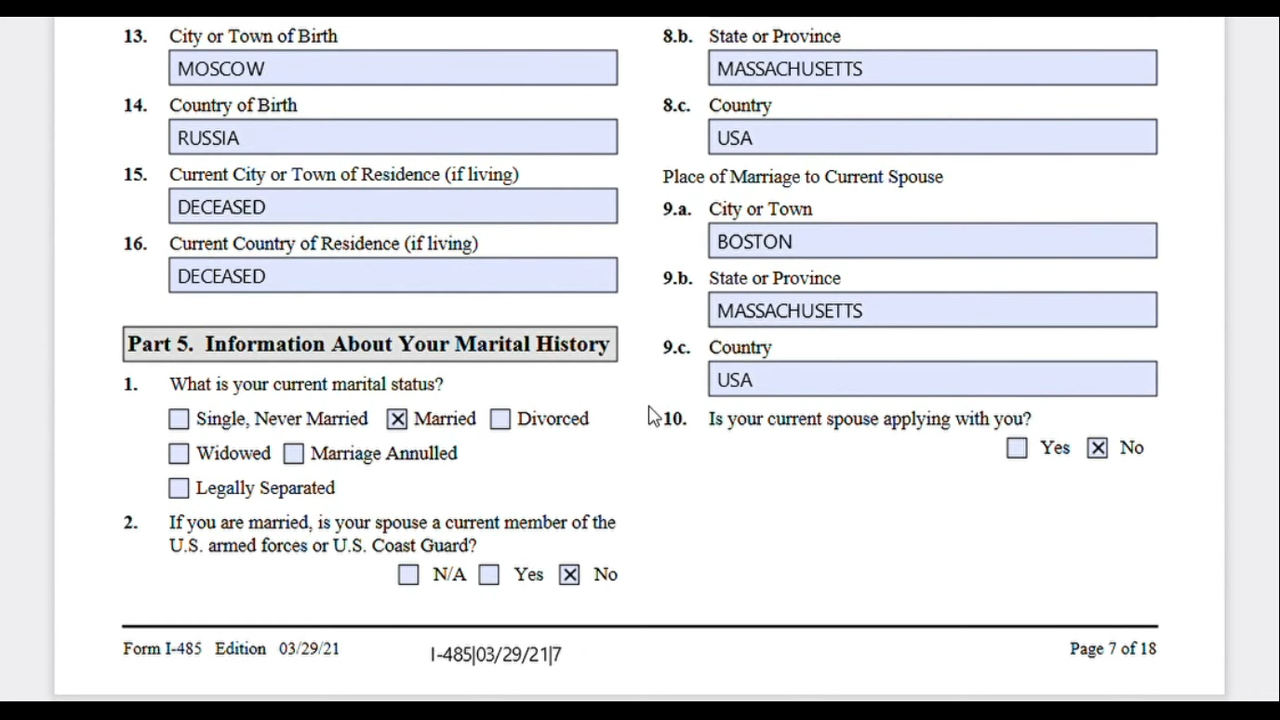 13. City or Town of Birth
MOSCOW
14. Country of Birth
RUSSIA
15. Current City or Town of Residence (if living)
DECEASED
16. Current Country of Residence (if living)
DECEASED
Part 5. Information About Your Marital History
1. What is your current marital status?
Single, Never Married Married Divorced
Widowed Marriage Annulled
Legally Separated
2. If you are married, is your spouse a current member of the
U.S. armed forces or U.S. Coast Guard?
N/A Yes No
8.b. State or Province
MASSACHUSETTS
8.c. Country
USA
Place of Marriage to Current Spouse
9.a. City or Town
BOSTON
9.b. State or Province
MASSACHUSETTS
9.c. Country
USA
10. Is your current spouse applying with you?
Yes No
Form I-485 Edition 03/29/21
I-485|03/29/21|7
Page 7 of 18